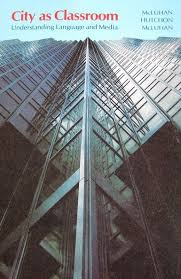 City as Classroom
Understanding Language and Media
McLUHAN
HUTCHON
McLUHAN